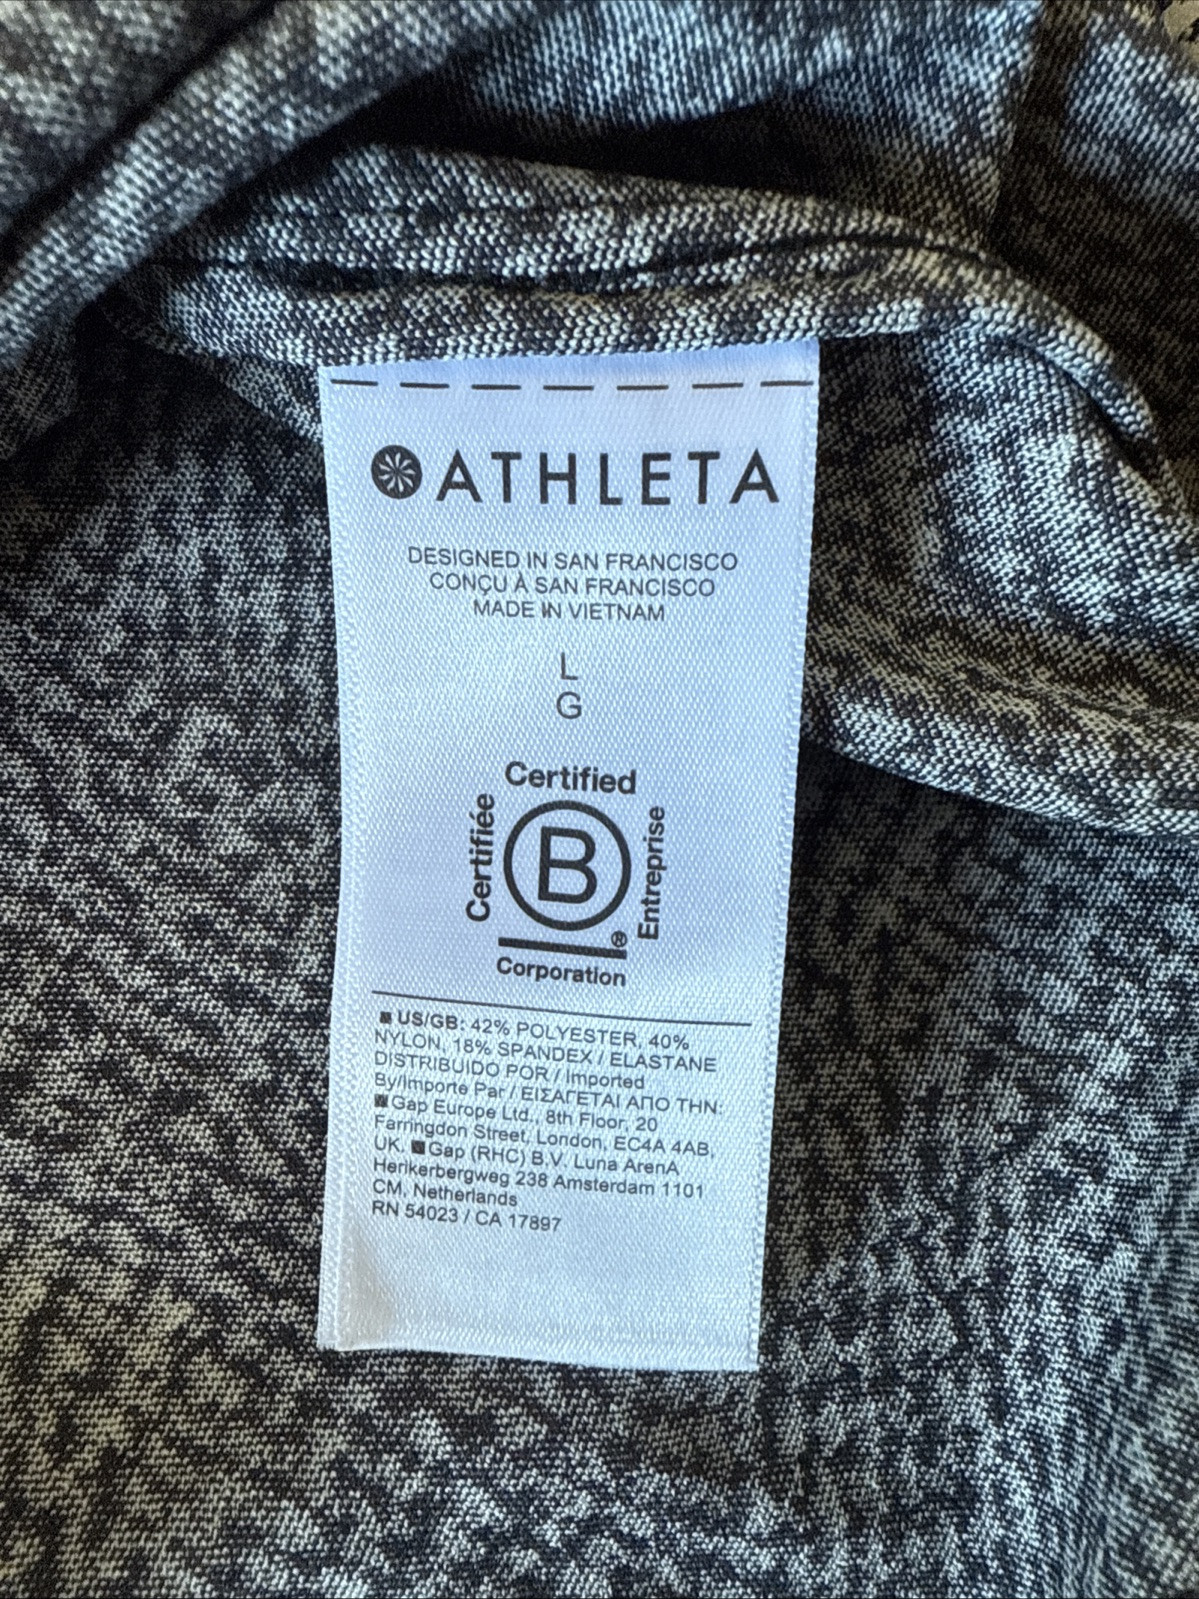 ATHLETA
DESIGNED IN SAN FRANCISCO
CONÇU À SAN FRANCISCO
MADE IN VIETNAM
L
G
Certified
Certifiée
B
Entreprise
®
Corporation
US/GB: 42% POLYESTER, 40%
NYLON, 18% SPANDEX / ELASTANE
DISTRIBUIDO POR / Imported
By/Importe Par / ΕΙΣΑΓΕΤΑΙ ΑΠΟ ΤΗΝ:
Gap Europe Ltd., 8th Floor, 20
Farringdon Street, London, EC4A 4AB,
UK. Gap (RHC) B.V. Luna ArenA
Herikerbergweg 238 Amsterdam 1101
CM, Netherlands
RN 54023 / CA 17897